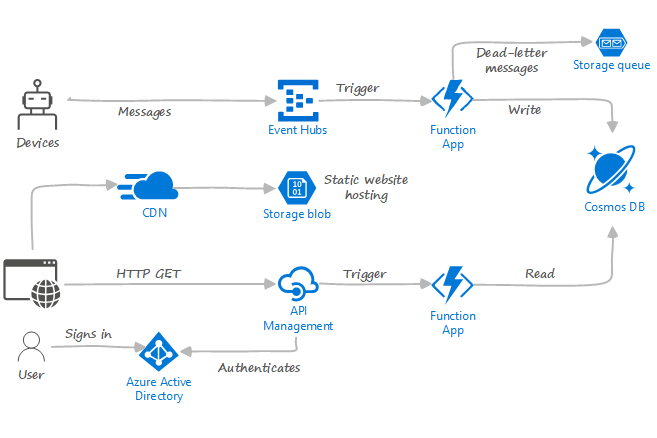 Dead-letter
messages
Storage queue
Devices
Messages
Event Hubs
Trigger
Function
App
Write
Cosmos DB
CDN
10
01
Storage blob
Static website
hosting
HTTP GET
API
Management
Trigger
Function
App
Read
User
Signs in
Azure Active
Directory
Authenticates